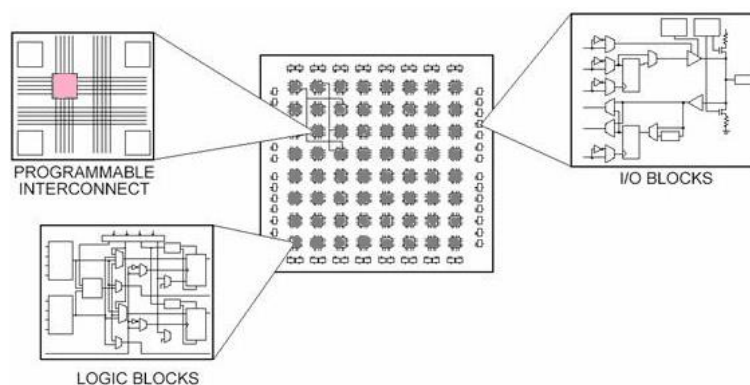 PROGRAMMABLE
INTERCONNECT
I/O BLOCKS
LOGIC BLOCKS